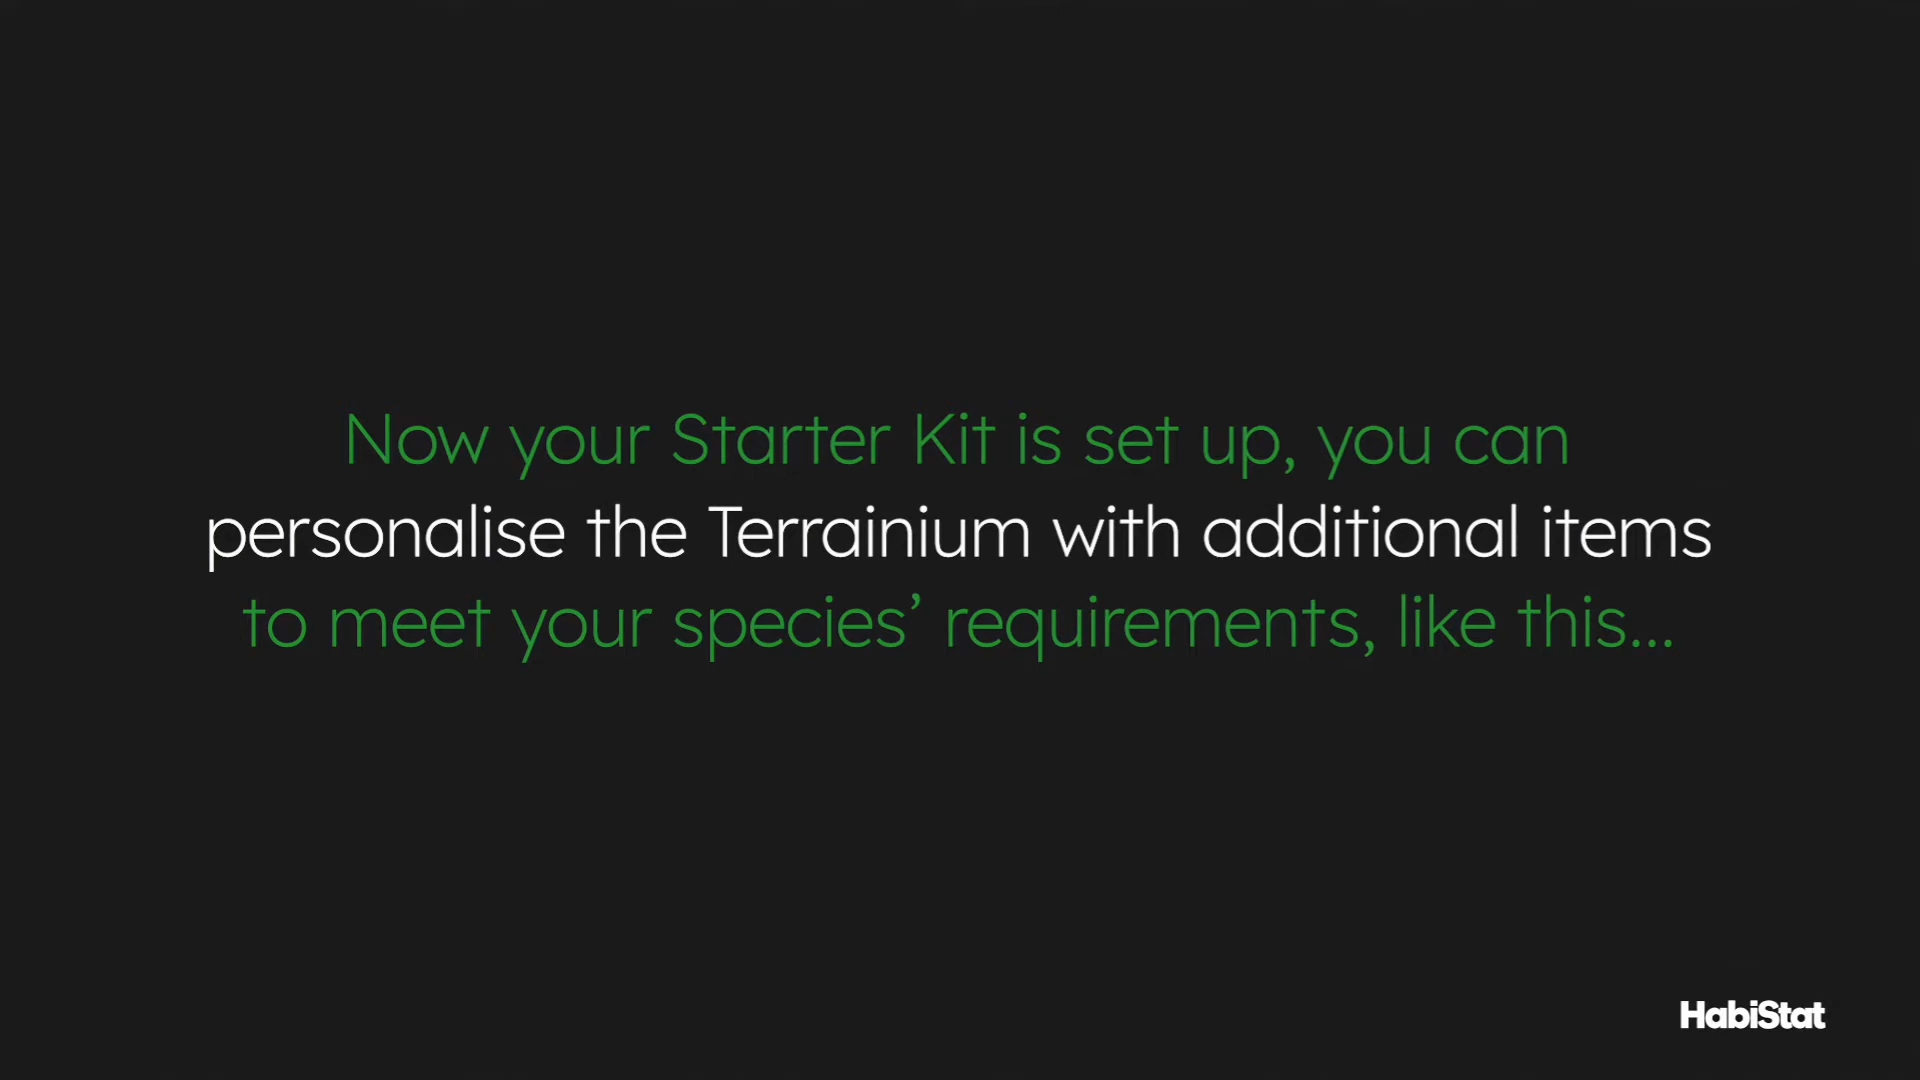 Now your Starter Kit is set up, you can
personalise the Terrainium with additional items
to meet your species’ requirements, like this...
HabiStat